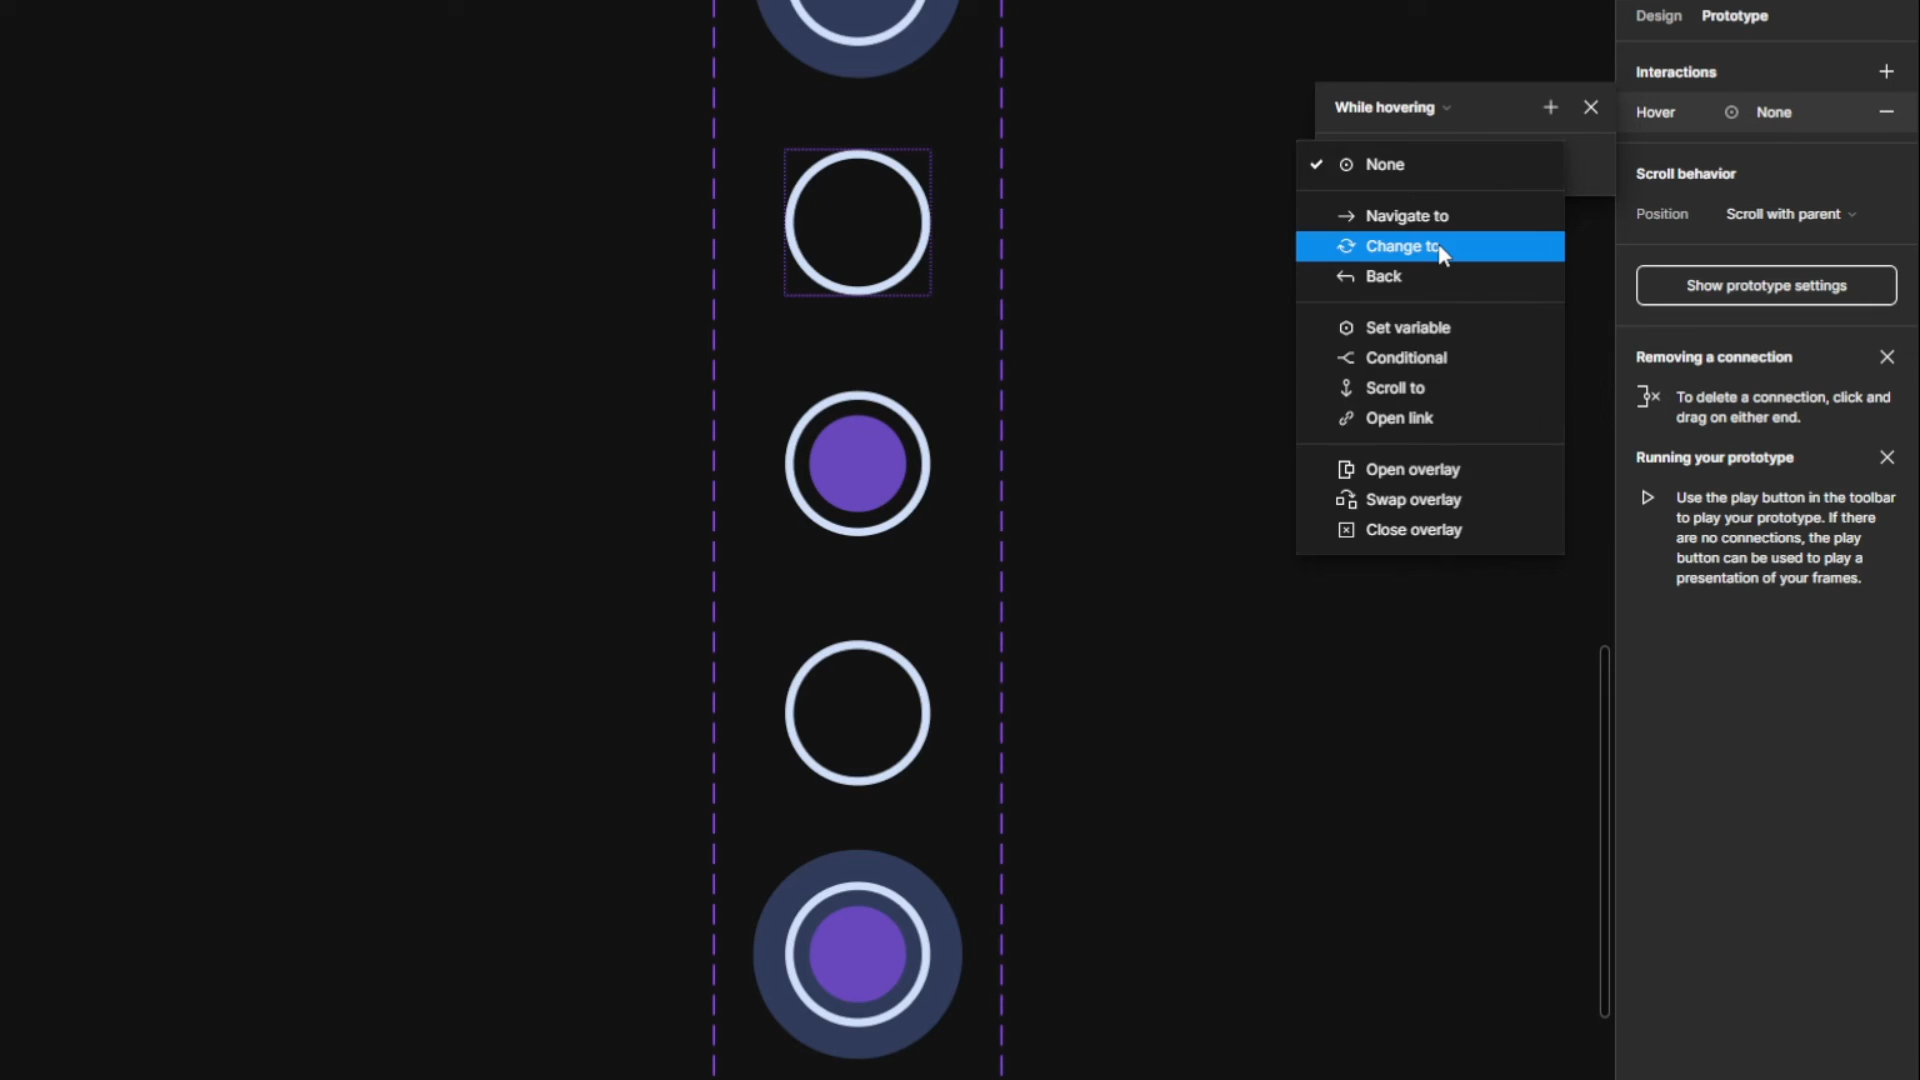 Design Prototype
Interactions
Hover None
While hovering
None
Navigate to
Change to
Back
Set variable
Conditional
Scroll to
Open link
Open overlay
Swap overlay
Close overlay
Scroll behavior
Position Scroll with parent
Show prototype settings
Removing a connection
To delete a connection, click and
drag on either end.
Running your prototype
Use the play button in the toolbar
to play your prototype. If there
are no connections, the play
button can be used to play a
presentation of your frames.